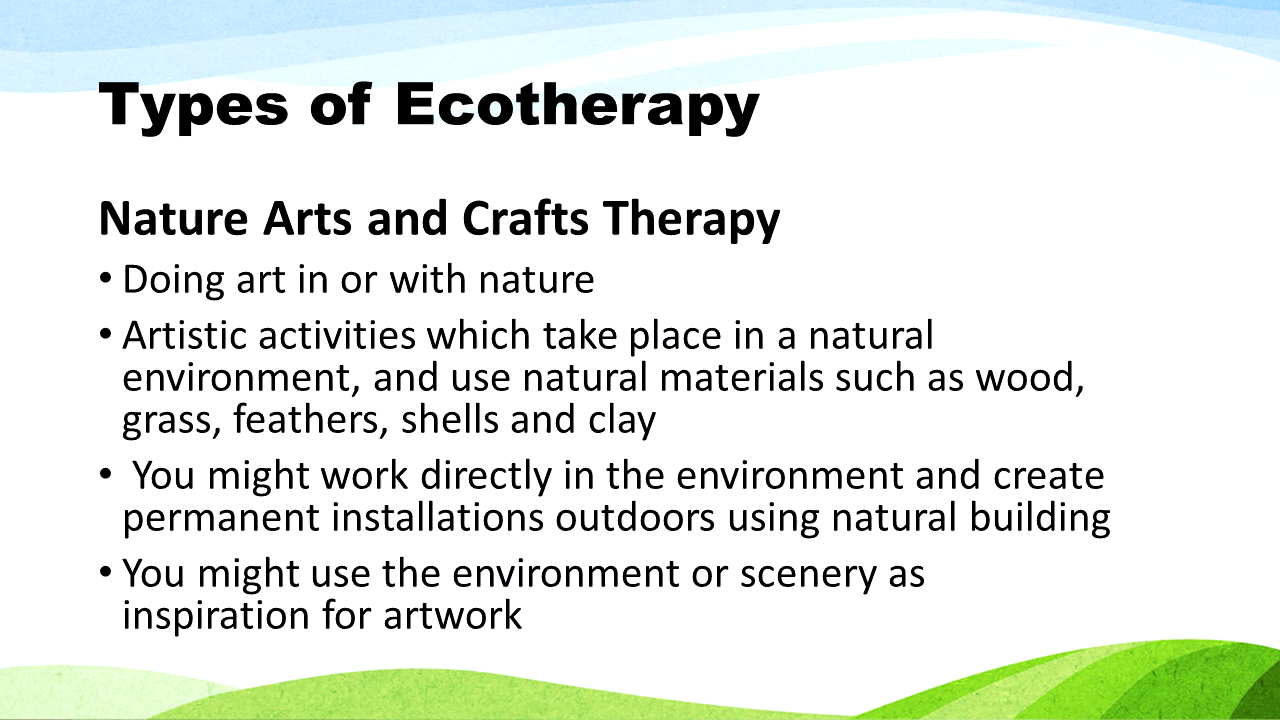 Types of Ecotherapy
Nature Arts and Crafts Therapy
• Doing art in or with nature
• Artistic activities which take place in a natural
environment, and use natural materials such as wood,
grass, feathers, shells and clay
• You might work directly in the environment and create
permanent installations outdoors using natural building
• You might use the environment or scenery as
inspiration for artwork